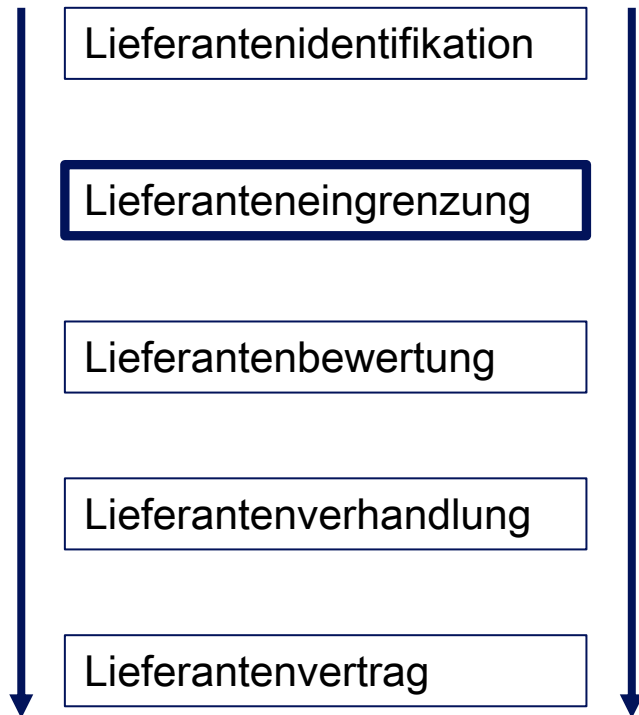 Lieferantenidentifikation
Lieferanteneingrenzung
Lieferantenbewertung
Lieferantenverhandlung
Lieferantenvertrag